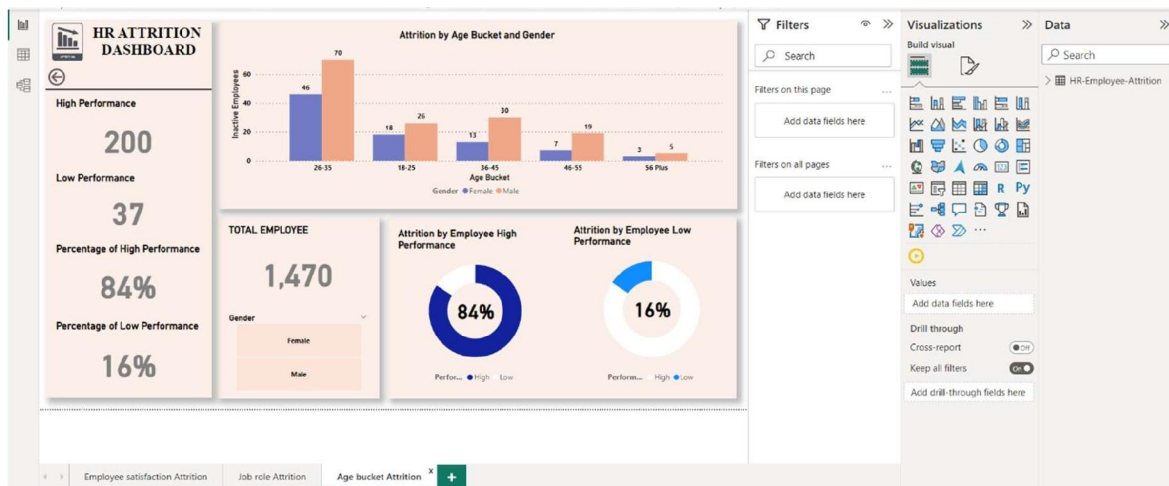 HR ATTRITION
DASHBOARD
High Performance
200
Low Performance
37
Percentage of High Performance
84%
Percentage of Low Performance
16%
Attrition by Age Bucket and Gender
Inactive Employees
60
40
20
0
46
70
18
26
13
30
7
19
3
5
26-35
18-25
36-45
46-55
56 Plus
Age Bucket
Gender Female Male
TOTAL EMPLOYEE
1,470
Gender
Female
Male
Attrition by Employee High
Performance
84%
Perfor... High Low
Attrition by Employee Low
Performance
16%
Perform... High Low
Filters
Search
Filters on this page
...
Add data fields here
Filters on all pages
...
Add data fields here
Visualizations
Build visual
R
Py
...
Values
Add data fields here
Drill through
Cross-report
Off
Keep all filters
On
Add drill-through fields here
Data
Search
HR-Employee-Attrition
Employee satisfaction Attrition
Job role Attrition
Age bucket Attrition
x
+